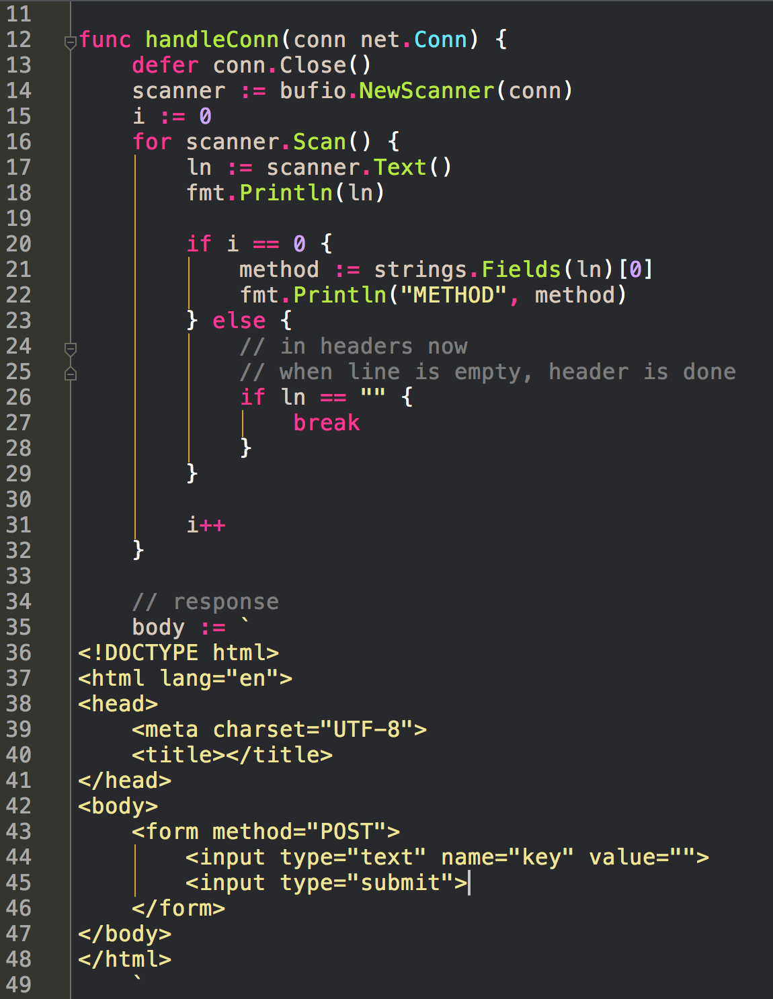 11
12 func handleConn(conn net.Conn) {
13     defer conn.Close()
14     scanner := bufio.NewScanner(conn)
15     i := 0
16     for scanner.Scan() {
17         ln := scanner.Text()
18         fmt.Println(ln)
19
20         if i == 0 {
21             method := strings.Fields(ln)[0]
22             fmt.Println("METHOD", method)
23         } else {
24             // in headers now
25             // when line is empty, header is done
26             if ln == "" {
27                 break
28             }
29         }
30
31         i++
32     }
33
34     // response
35     body := `
36 <!DOCTYPE html>
37 <html lang="en">
38 <head>
39     <meta charset="UTF-8">
40     <title></title>
41 </head>
42 <body>
43     <form method="POST">
44         <input type="text" name="key" value="">
45         <input type="submit">
46     </form>
47 </body>
48 </html>
49     `